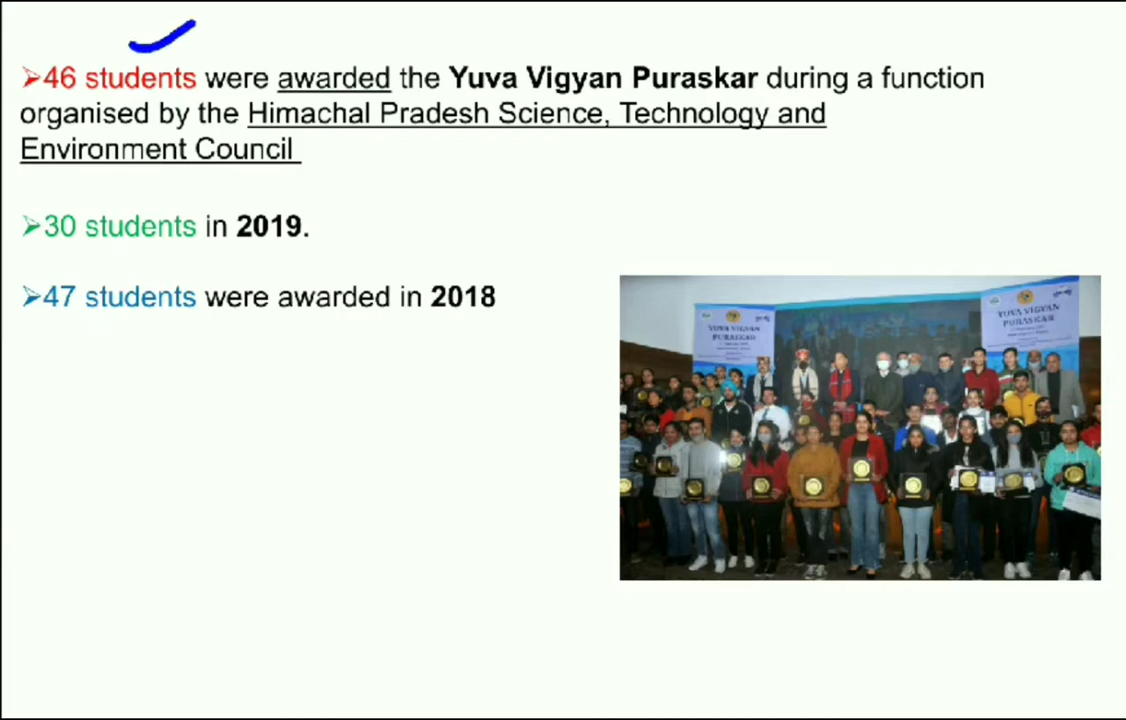 ➢46 students were awarded the Yuva Vigyan Puraskar during a function
organised by the Himachal Pradesh Science, Technology and
Environment Council
➢30 students in 2019.
➢47 students were awarded in 2018
YUVA VIGYAN
PURASKAR
YUVA VIGYAN
PURASKAR